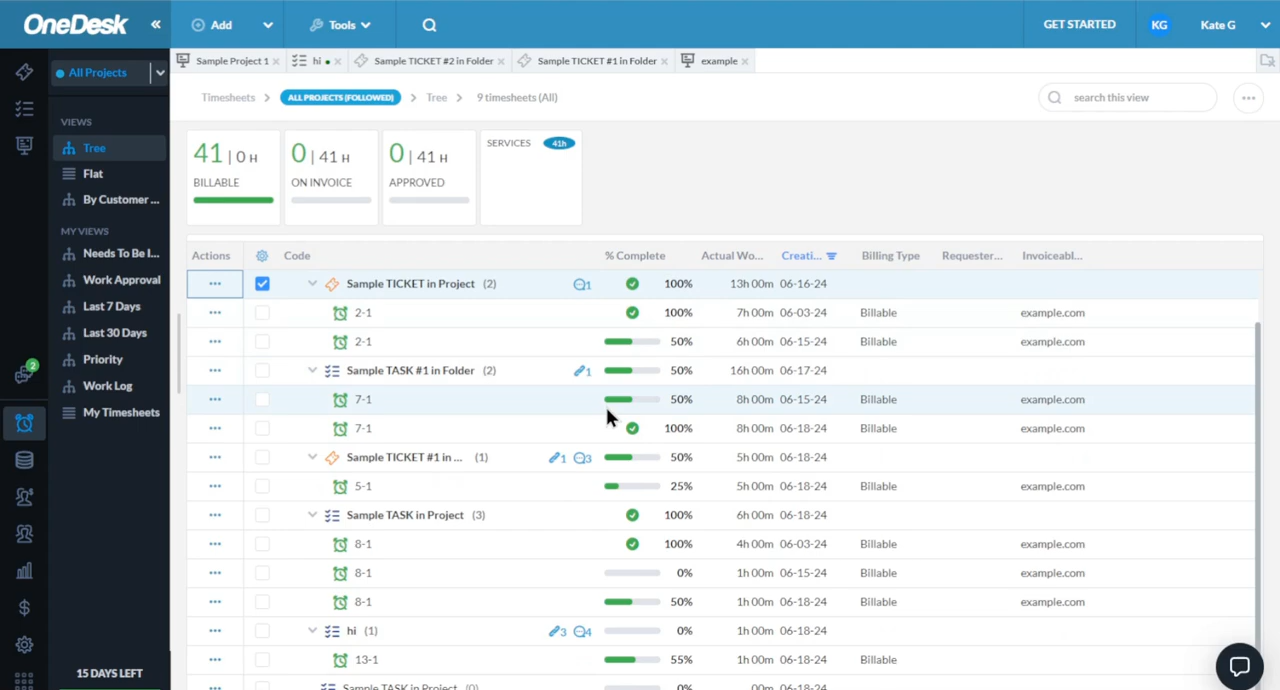 OneDesk « Add Tools GET STARTED KG Kate G
All Projects
Sample Project 1 × hi • × Sample TICKET #2 in Folder × Sample TICKET #1 in Folder × example ×
Timesheets > ALL PROJECTS (FOLLOWED) > Tree > 9 timesheets (All) search this view ...
VIEWS
Tree
Flat
By Customer ...
MY VIEWS
Needs To Be I...
Work Approval
Last 7 Days
Last 30 Days
Priority
Work Log
My Timesheets
2
15 DAYS LEFT
41 | 0 H
BILLABLE
0 | 41 H
ON INVOICE
0 | 41 H
APPROVED
SERVICES 41h
Actions Code % Complete Actual Wo... Creati... Billing Type Requester... Invoiceabl...
... Sample TICKET in Project (2) 1 100% 13h 00m 06-16-24
... 2-1 100% 7h 00m 06-03-24 Billable example.com
... 2-1 50% 6h 00m 06-15-24 Billable example.com
... Sample TASK #1 in Folder (2) 1 50% 16h 00m 06-17-24
... 7-1 50% 8h 00m 06-15-24 Billable example.com
... 7-1 100% 8h 00m 06-18-24 Billable example.com
... Sample TICKET #1 in ... (1) 1 3 50% 5h 00m 06-18-24
... 5-1 25% 5h 00m 06-18-24 Billable example.com
... Sample TASK in Project (3) 100% 6h 00m 06-18-24
... 8-1 100% 4h 00m 06-03-24 Billable example.com
... 8-1 0% 1h 00m 06-15-24 Billable example.com
... 8-1 50% 1h 00m 06-18-24 Billable example.com
... hi (1) 3 4 0% 1h 00m 06-18-24
... 13-1 55% 1h 00m 06-18-24 Billable
... Sample TASK in Project (0) 0% 00m 06-18-24